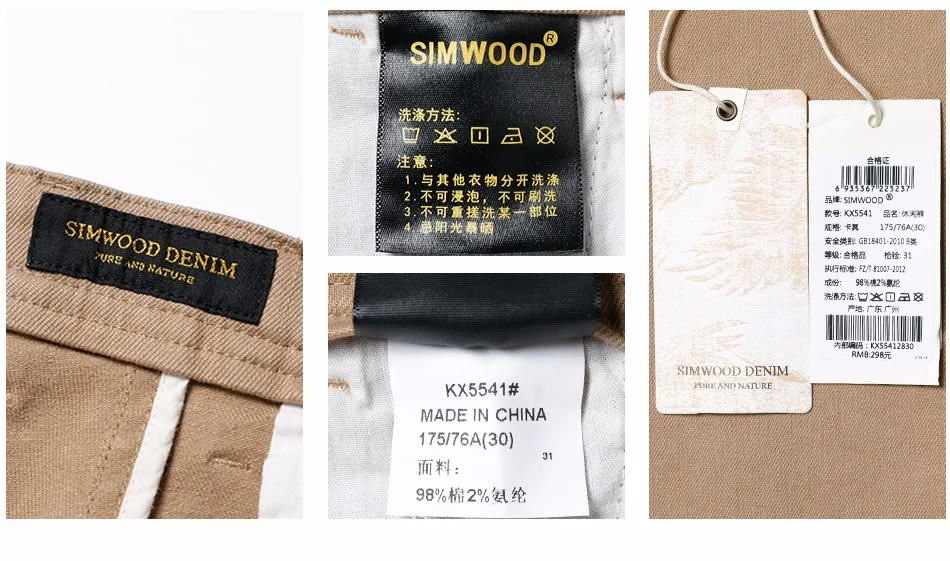 SIMWOOD DENIM
PURE AND NATURE
SIMWOOD®
洗涤方法:
注意:
1.与其他衣物分开洗涤
2.不可浸泡，不可刷洗
3.不可重搓洗某一部位
4 忌阳光暴晒
KX5541#
MADE IN CHINA
175/76A(30)
31
面料:
98%棉2%氨纶
SIMWOOD DENIM
PURE AND NATURE
合格证
6 935367 225237
品牌: SIMWOOD ®
款号: KX5541 品名: 休闲裤
规格: 卡其 175/76A(30)
安全类别: GB18401-2010 B类
等级: 合格品 检验: 31
执行标准: FZ/T 81007-2012
成份: 98%棉2%氨纶
洗涤方法:
产地: 广东 广州
内部编码: KX55412830
RMB:298元